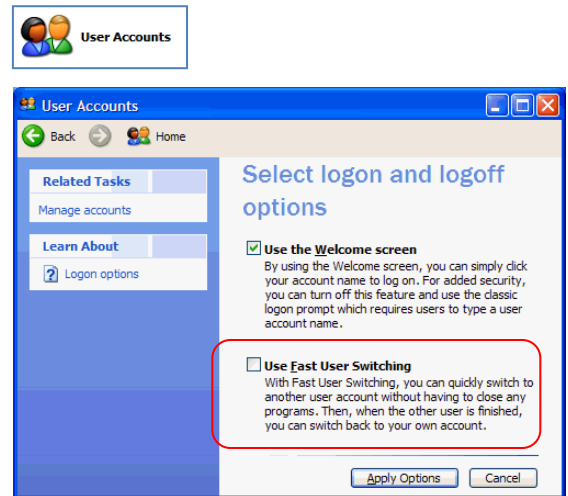 User Accounts
User Accounts
Back Home
Related Tasks
Manage accounts
Learn About
Logon options
Select logon and logoff
options
Use the Welcome screen
By using the Welcome screen, you can simply click
your account name to log on. For added security,
you can turn off this feature and use the classic
logon prompt which requires users to type a user
account name.
Use Fast User Switching
With Fast User Switching, you can quickly switch to
another user account without having to close any
programs. Then, when the other user is finished,
you can switch back to your own account.
Apply Options Cancel